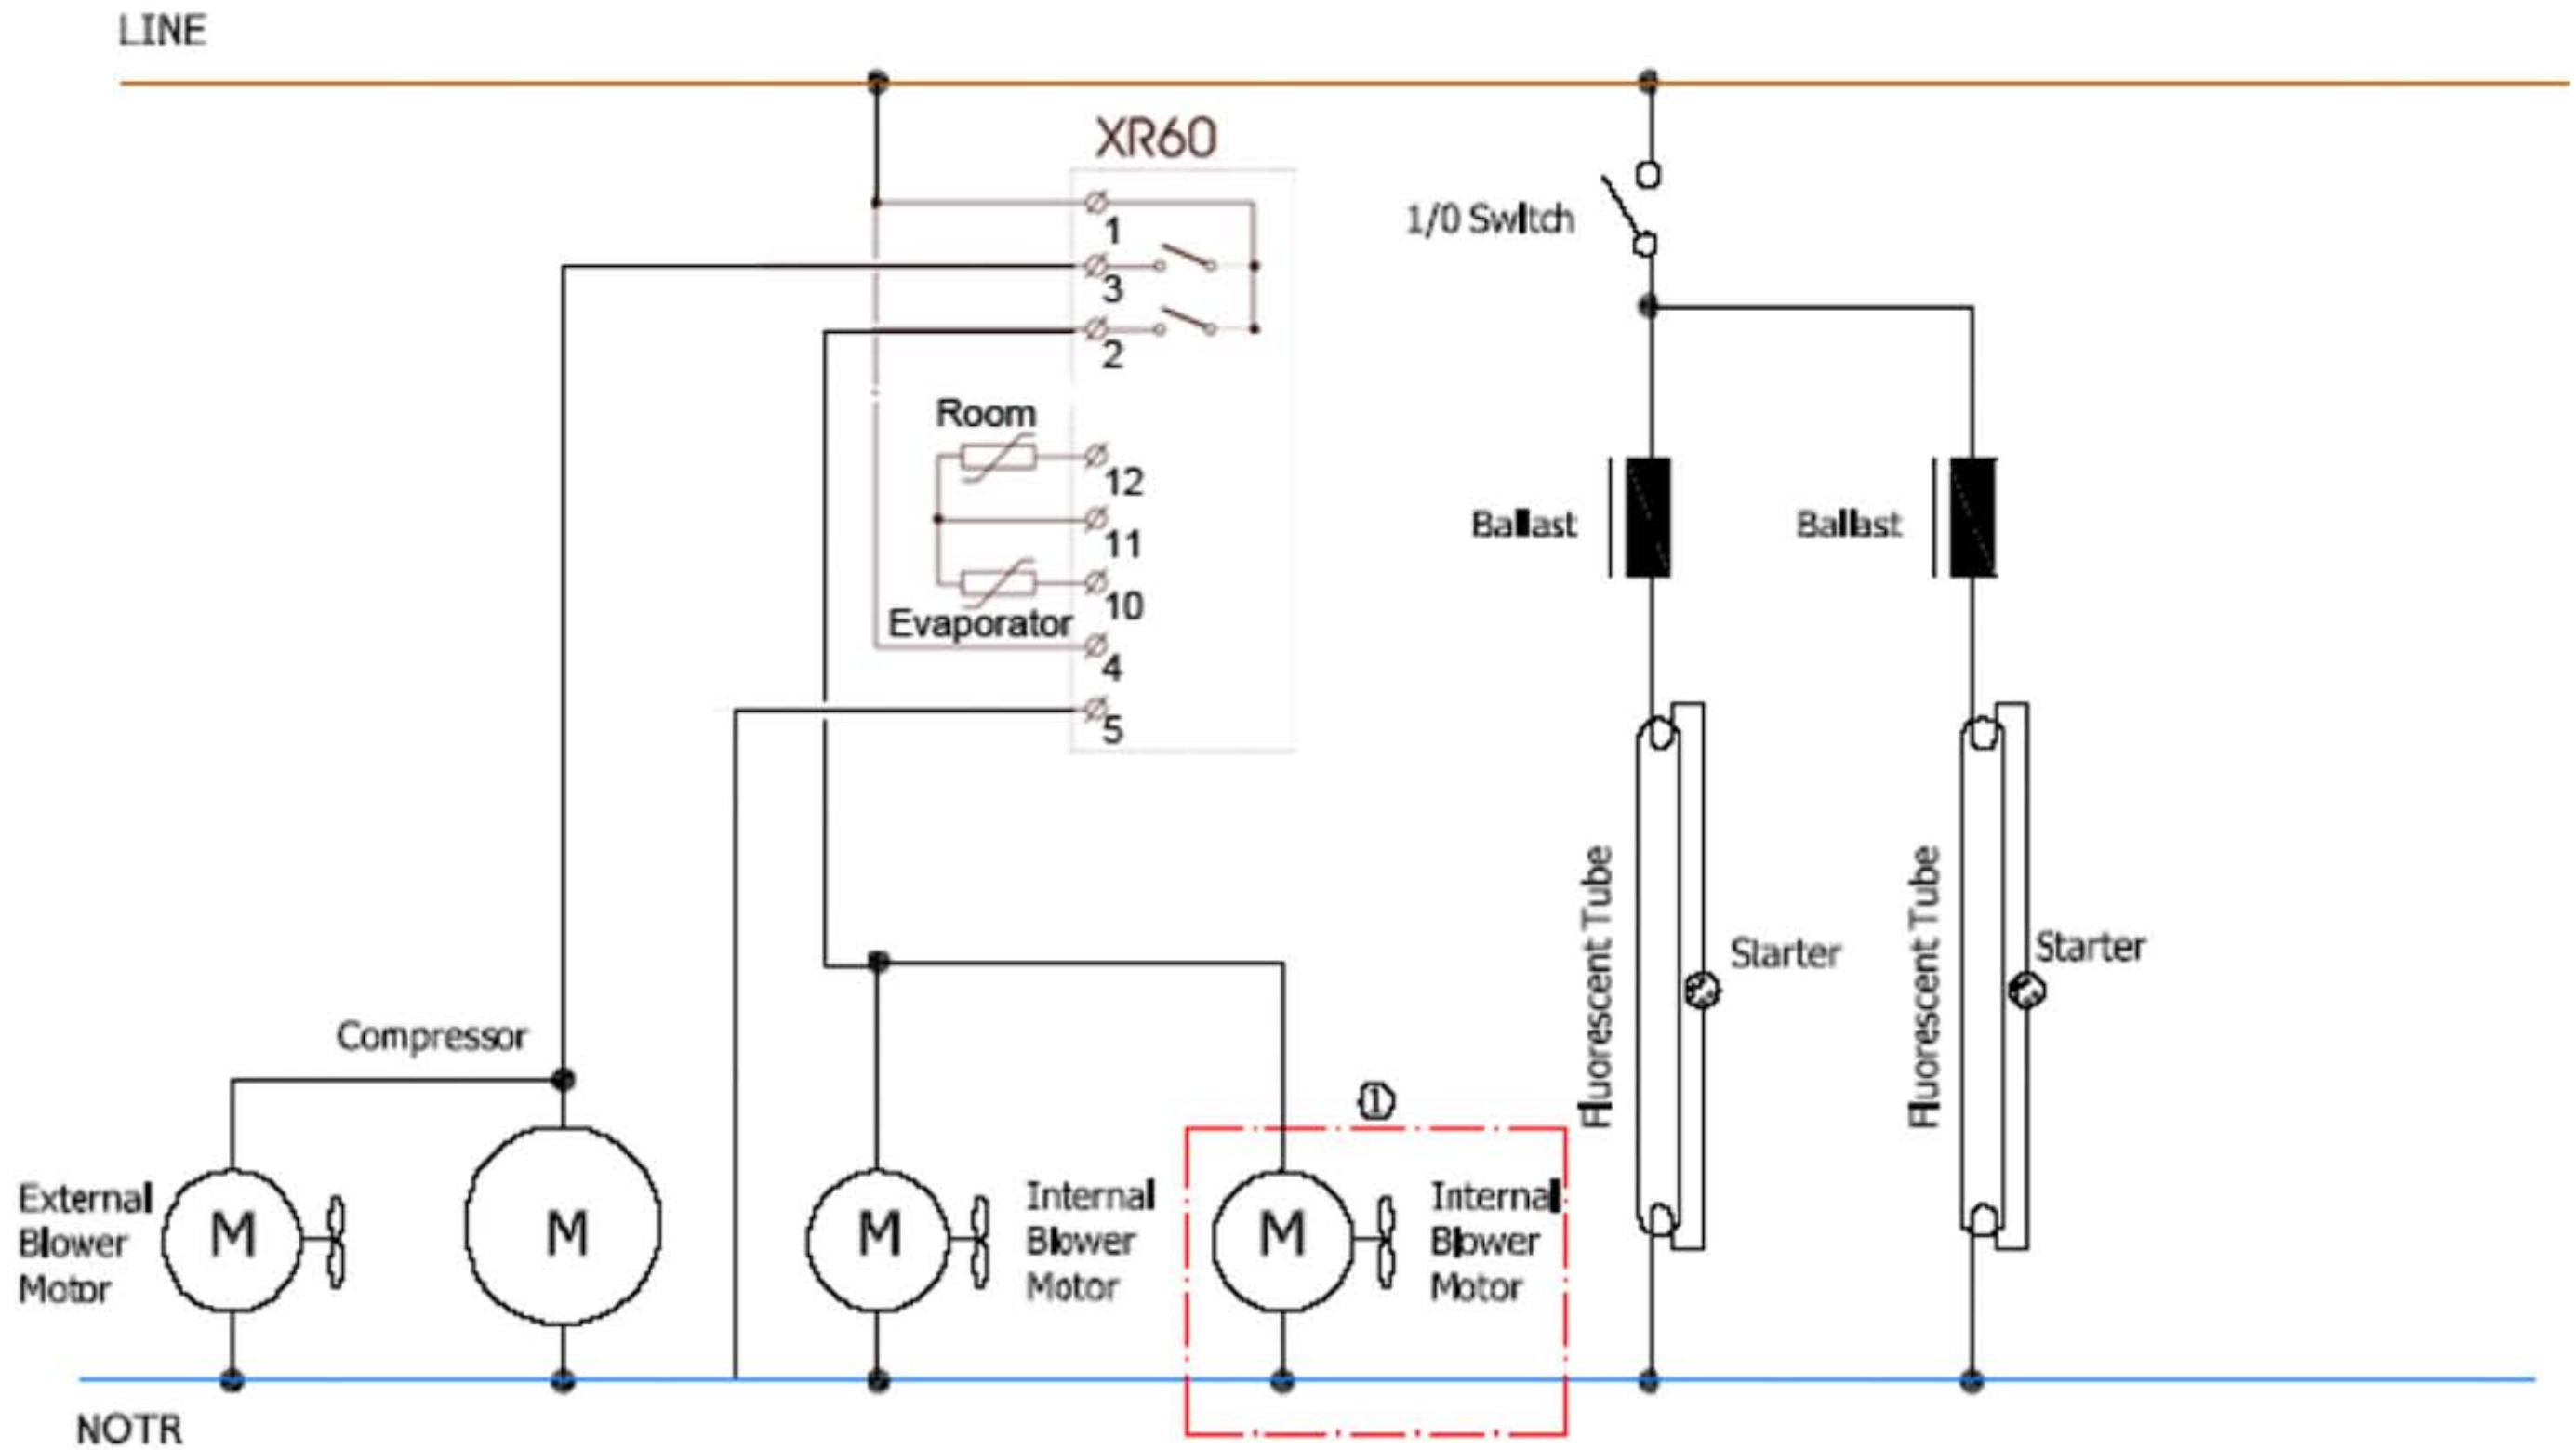 LINE
XR60
1
3
2
1/0 Switch
Room
12
11
10
Evaporator
4
5
Ballast
Ballast
Fluorescent Tube
Starter
Fluorescent Tube
Starter
Compressor
1
External
Blower
Motor
M
M
M
Internal
Blower
Motor
M
Internal
Blower
Motor
NOTR